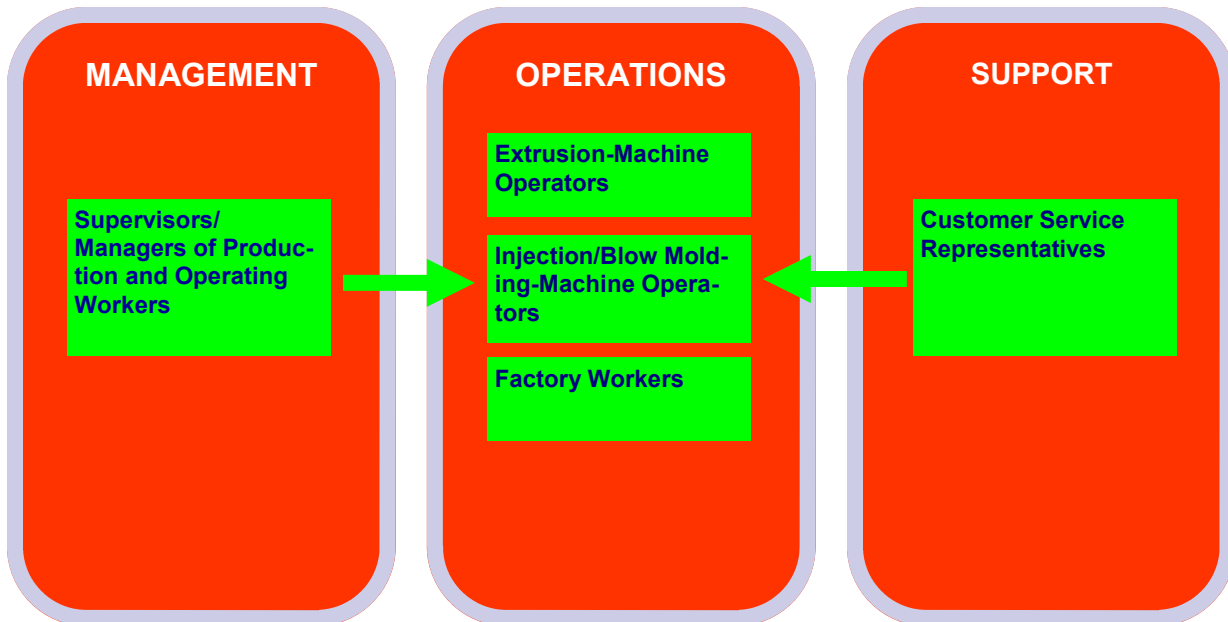 MANAGEMENT
Supervisors/
Managers of Produc-
tion and Operating
Workers
OPERATIONS
Extrusion-Machine
Operators
Injection/Blow Mold-
ing-Machine Opera-
tors
Factory Workers
SUPPORT
Customer Service
Representatives